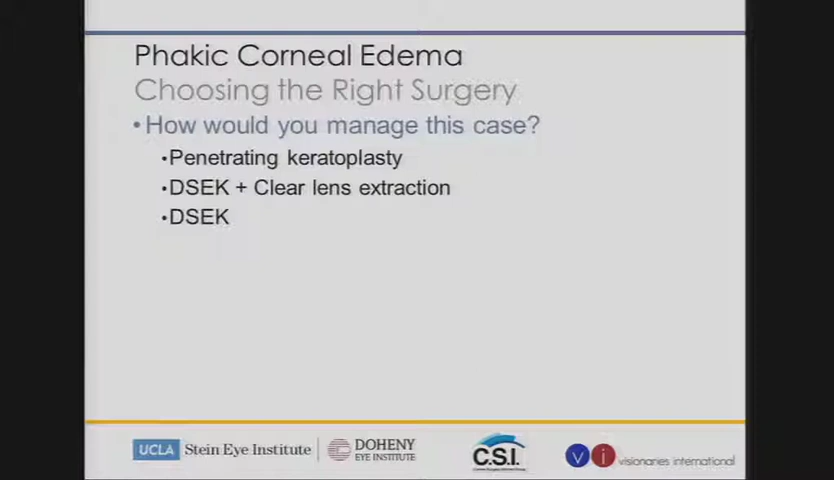 Phakic Corneal Edema
Choosing the Right Surgery
•How would you manage this case?
•Penetrating keratoplasty
•DSEK + Clear lens extraction
•DSEK
UCLA Stein Eye Institute
DOHENY
EYE INSTITUTE
C.S.I.
vi visionaries international